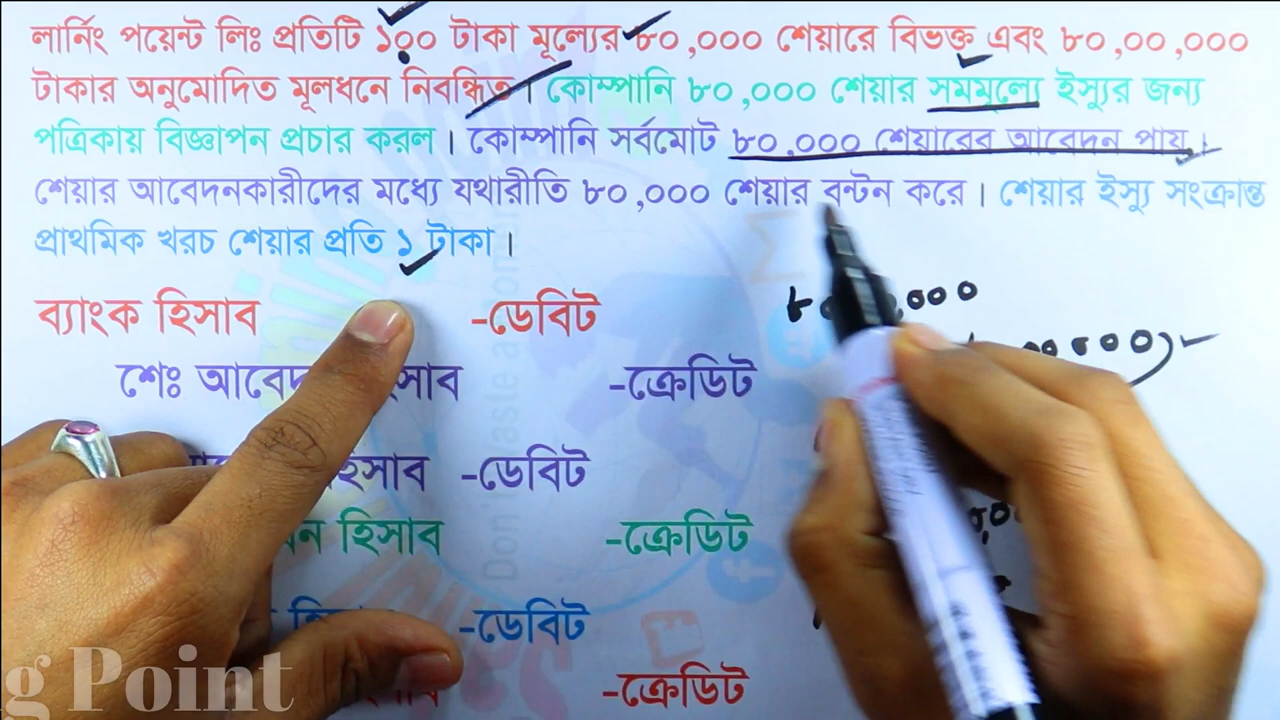 লার্নিং পয়েন্ট লিঃ প্রতিটি ১০০ টাকা মূল্যের ৮০,০০০ শেয়ারে বিভক্ত এবং ৮০,০০,০০০
টাকার অনুমোদিত মূলধনে নিবন্ধিত। কোম্পানি ৮০,০০০ শেয়ার সমমূল্যে ইস্যুর জন্য
পত্রিকায় বিজ্ঞাপন প্রচার করল। কোম্পানি সর্বমোট ৮০,০০০ শেয়ারের আবেদন পায়।
শেয়ার আবেদনকারীদের মধ্যে যথারীতি ৮০,০০০ শেয়ার বন্টন করে। শেয়ার ইস্যু সংক্রান্ত
প্রাথমিক খরচ শেয়ার প্রতি ১ টাকা।
ব্যাংক হিসাব -ডেবিট
শেঃ -ক্রেডিট
-ডেবিট
হিসাব -ক্রেডিট
-ডেবিট
-ক্রেডিট
Point